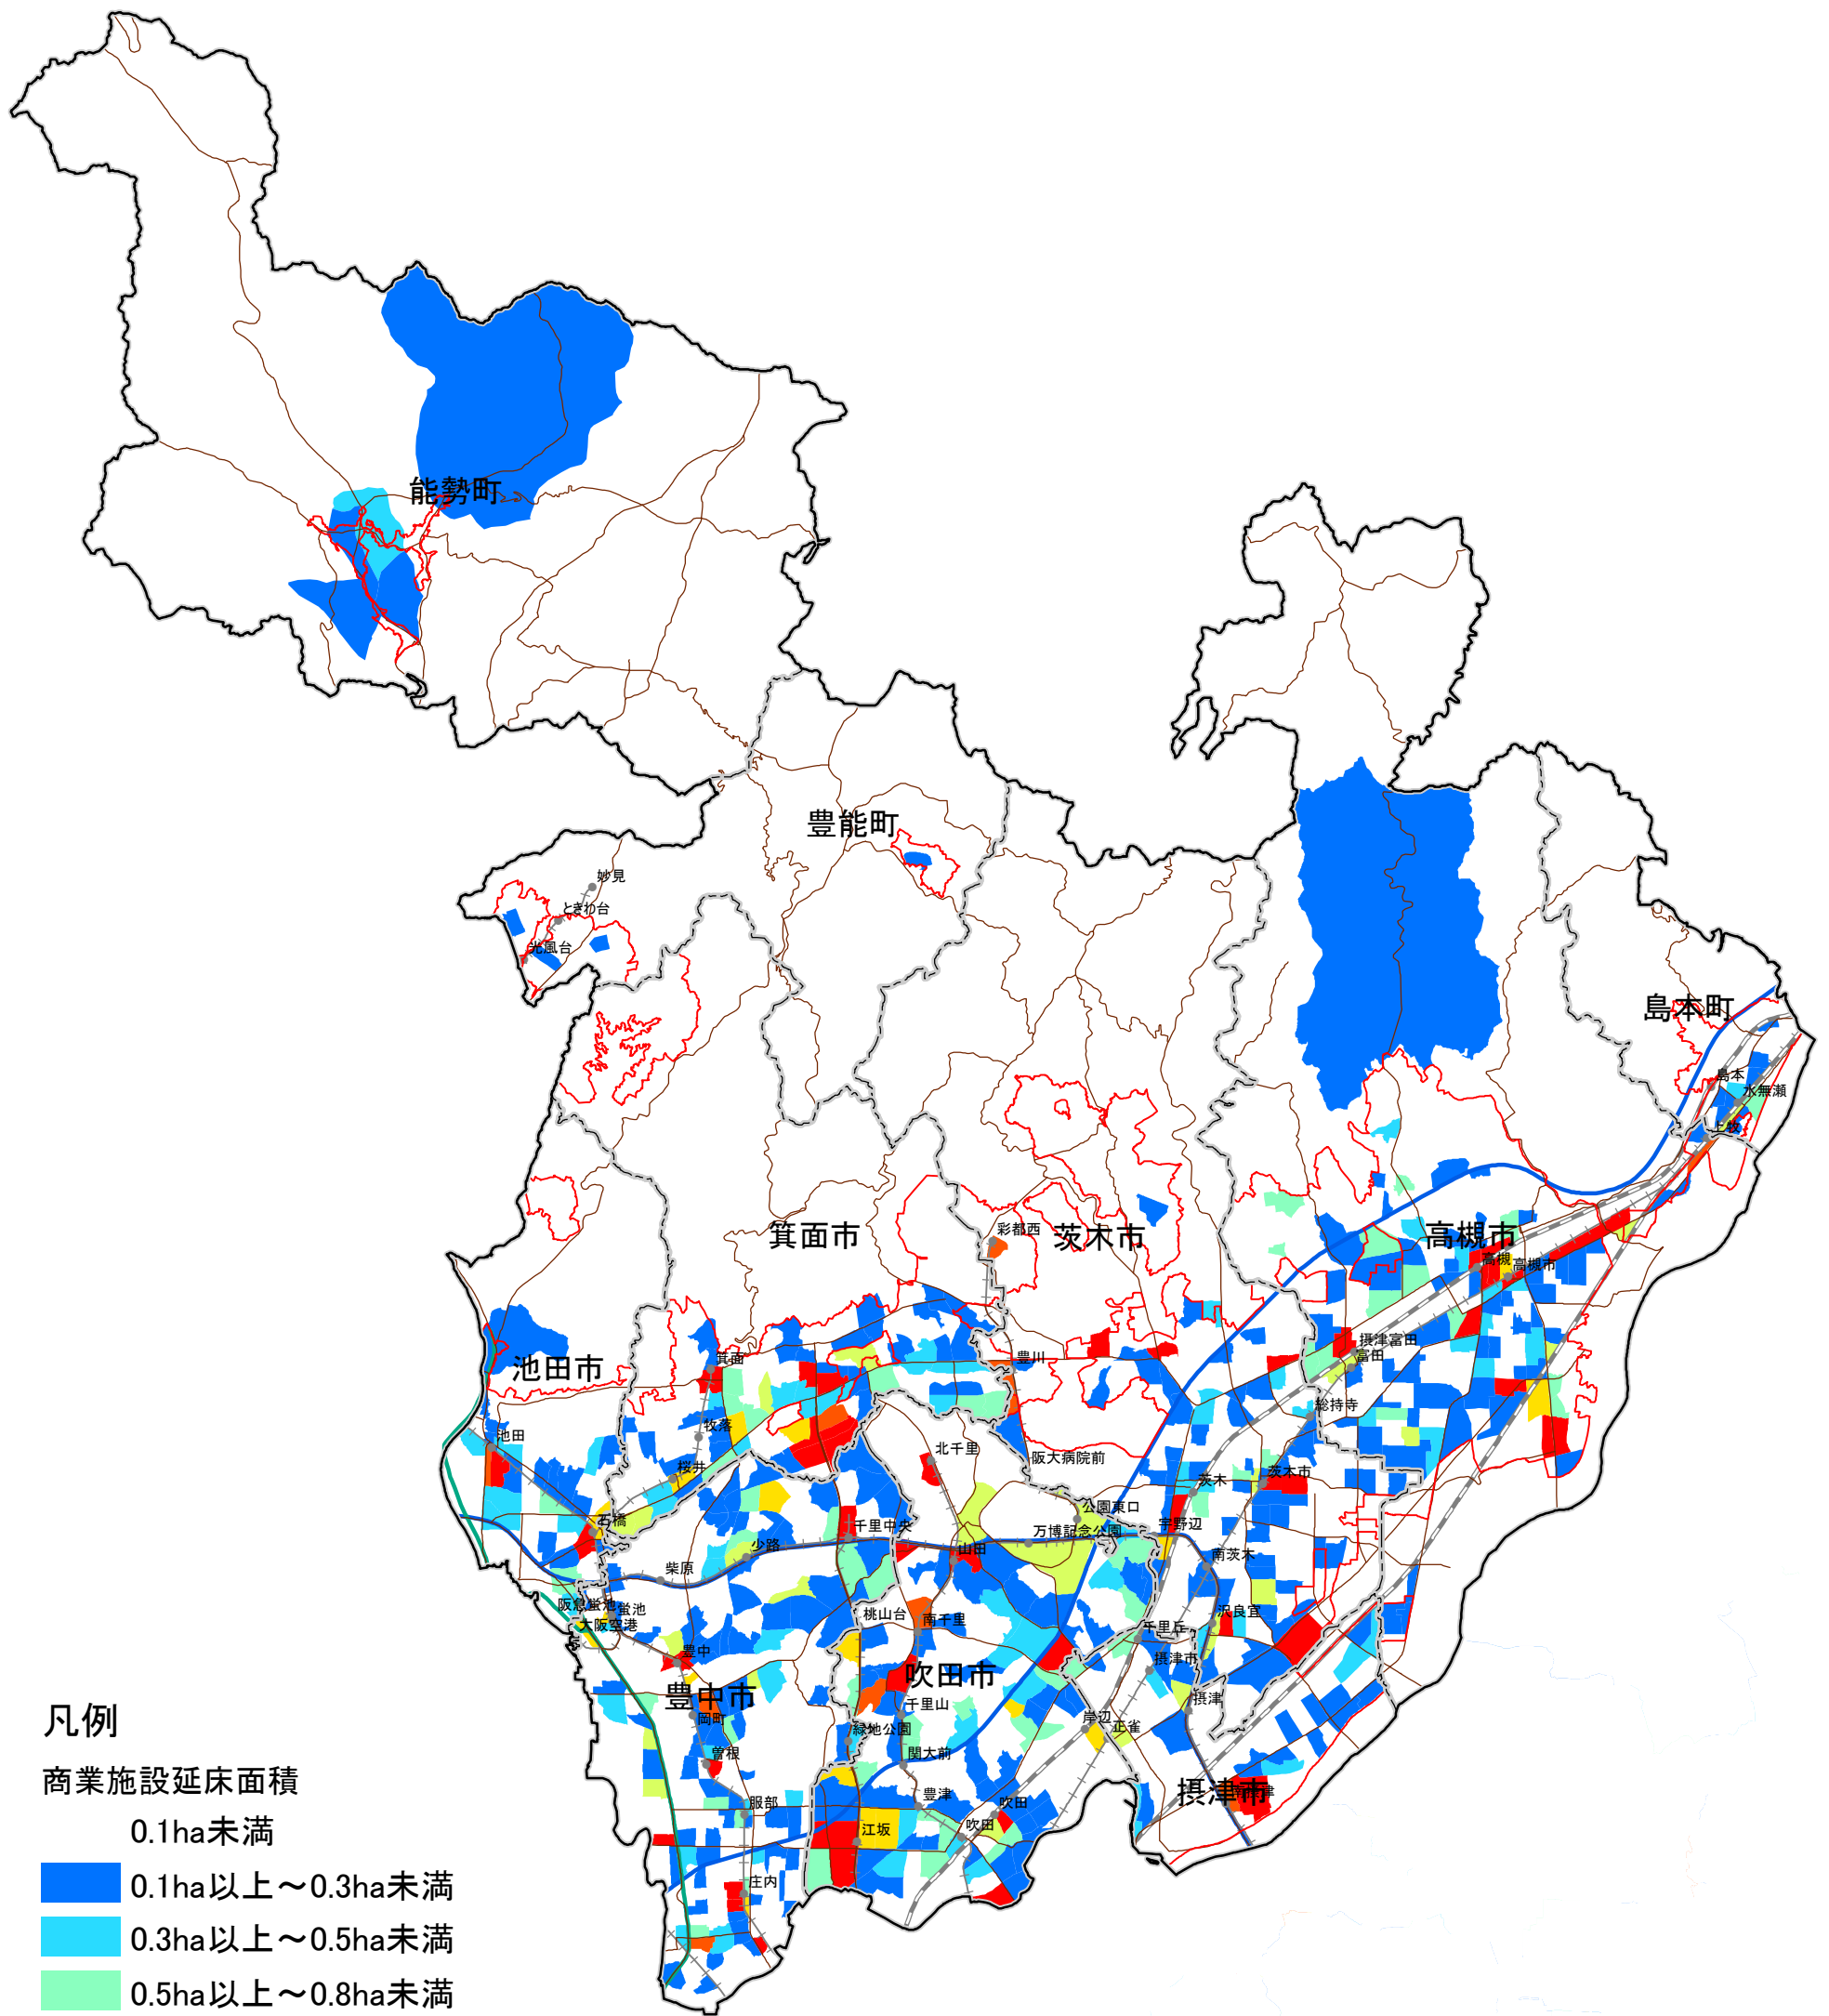 能勢町
豊能町
妙見
ときわ台
光風台
島本町
島本
水無瀬
上牧
箕面市
彩都西
茨木市
高槻市
高槻
高槻市
池田市
箕面
豊川
摂津富田
富田
総持寺
牧落
池田
北千里
阪大病院前
桜井
茨木
茨木市
公園東口
石橋
千里中央
万博記念公園
宇野辺
山田
少路
南茨木
柴原
阪急蛍池
蛍池
大阪空港
桃山台
南千里
沢良宜
千里丘
豊中
吹田市
摂津市
豊中市
千里山
摂津
岡町
緑地公園
岸辺
正雀
曽根
関大前
摂津市
南摂津
豊津
服部
吹田
江坂
吹田
庄内
凡例
商業施設延床面積
0.1ha未満
0.1ha以上～0.3ha未満
0.3ha以上～0.5ha未満
0.5ha以上～0.8ha未満